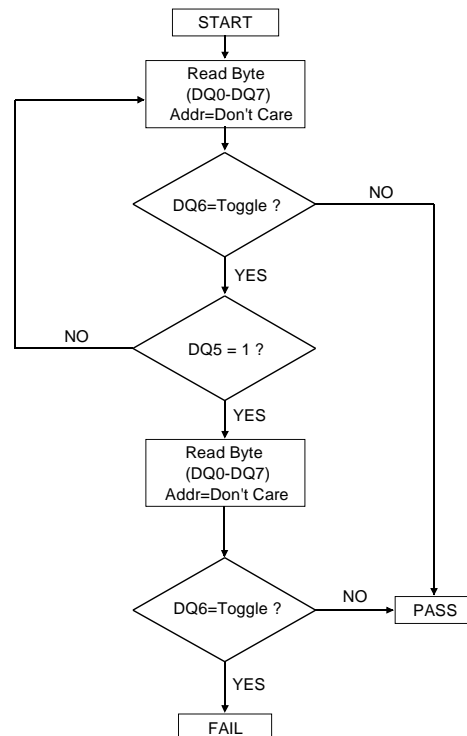 START
Read Byte
(DQ0-DQ7)
Addr=Don't Care
DQ6=Toggle ?
NO
YES
NO
DQ5 = 1 ?
YES
Read Byte
(DQ0-DQ7)
Addr=Don't Care
DQ6=Toggle ?
NO
PASS
YES
FAIL